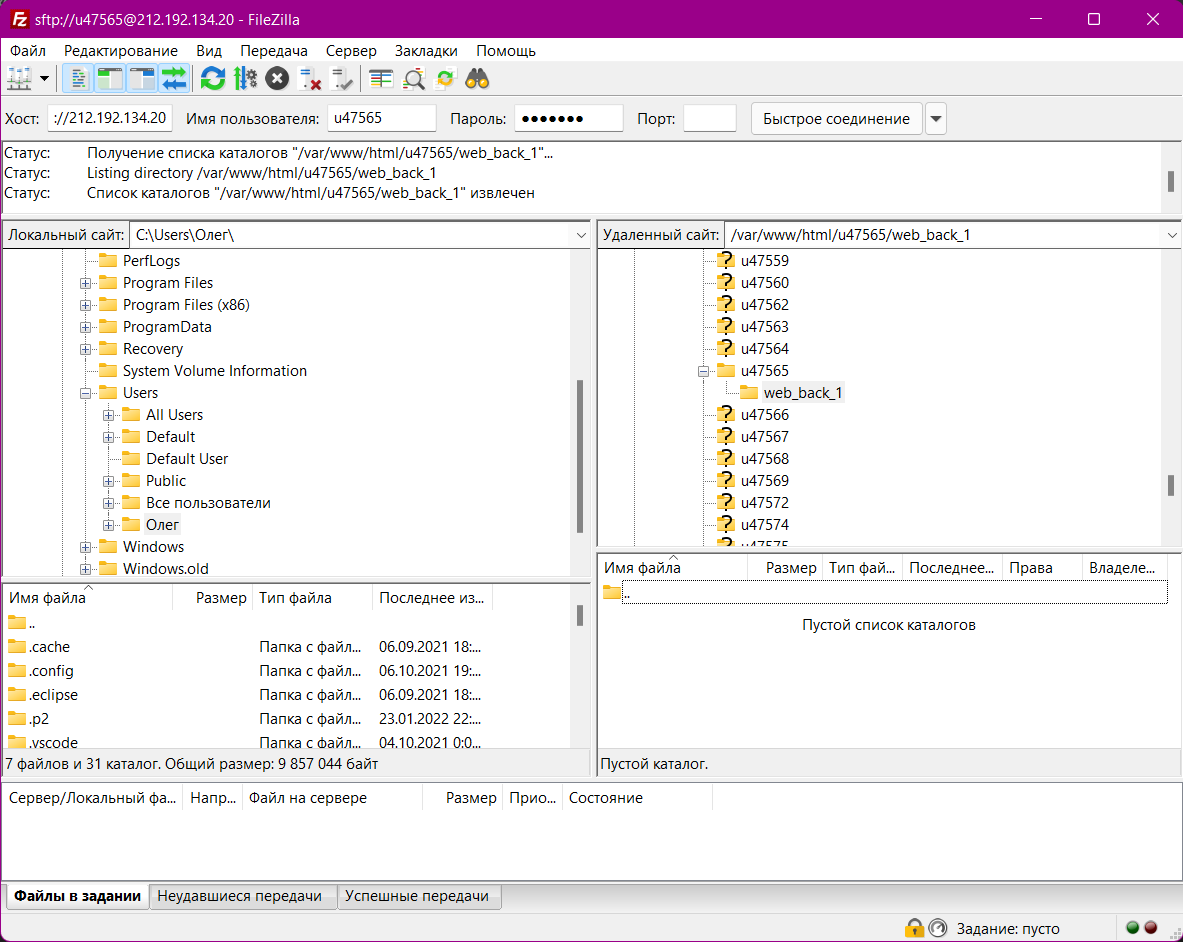 sftp://u47565@212.192.134.20 - FileZilla
Файл Редактирование Вид Передача Сервер Закладки Помощь
Хост: ://212.192.134.20 Имя пользователя: u47565 Пароль: ●●●●●●● Порт: Быстрое соединение
Статус: Получение списка каталогов "/var/www/html/u47565/web_back_1"...
Статус: Listing directory /var/www/html/u47565/web_back_1
Статус: Список каталогов "/var/www/html/u47565/web_back_1" извлечен
Локальный сайт: C:\Users\Олег\
PerfLogs
Program Files
Program Files (x86)
ProgramData
Recovery
System Volume Information
Users
All Users
Default
Default User
Public
Все пользователи
Олег
Windows
Windows.old
Имя файла Размер Тип файла Последнее из...
..
.cache Папка с файл... 06.09.2021 18:...
.config Папка с файл... 06.10.2021 19:...
.eclipse Папка с файл... 06.09.2021 18:...
.p2 Папка с файл... 23.01.2022 22:...
.vscode Папка с файл... 04.10.2021 0:0...
7 файлов и 31 каталог. Общий размер: 9 857 044 байт
Удаленный сайт: /var/www/html/u47565/web_back_1
? u47559
? u47560
? u47562
? u47563
? u47564
u47565
web_back_1
? u47566
? u47567
? u47568
? u47569
? u47572
? u47574
? u47575
Имя файла Размер Тип фай... Последнее... Права Владеле...
..
Пустой список каталогов
Пустой каталог.
Сервер/Локальный фа... Напр... Файл на сервере Размер Прио... Состояние
Файлы в задании Неудавшиеся передачи Успешные передачи
Задание: пусто